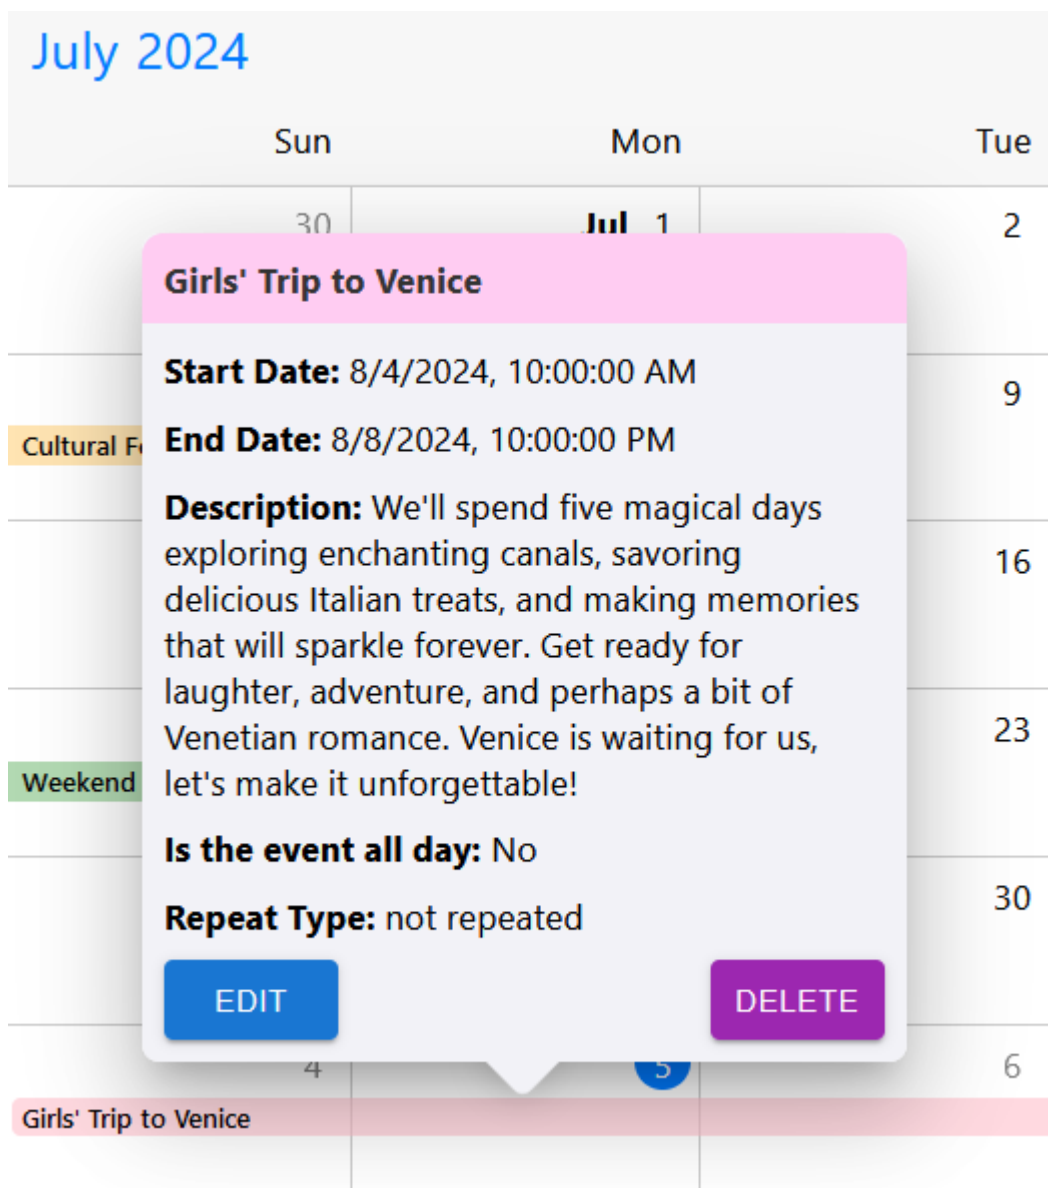 July 2024
Sun Mon Tue
30 Jul 1 2
Girls' Trip to Venice
Start Date: 8/4/2024, 10:00:00 AM
9
End Date: 8/8/2024, 10:00:00 PM
Cultural
Description: We'll spend five magical days
exploring enchanting canals, savoring
16
delicious Italian treats, and making memories
that will sparkle forever. Get ready for
laughter, adventure, and perhaps a bit of
Venetian romance. Venice is waiting for us,
23
let's make it unforgettable!
Weekend
Is the event all day: No
Repeat Type: not repeated
30
EDIT DELETE
4 5 6
Girls' Trip to Venice